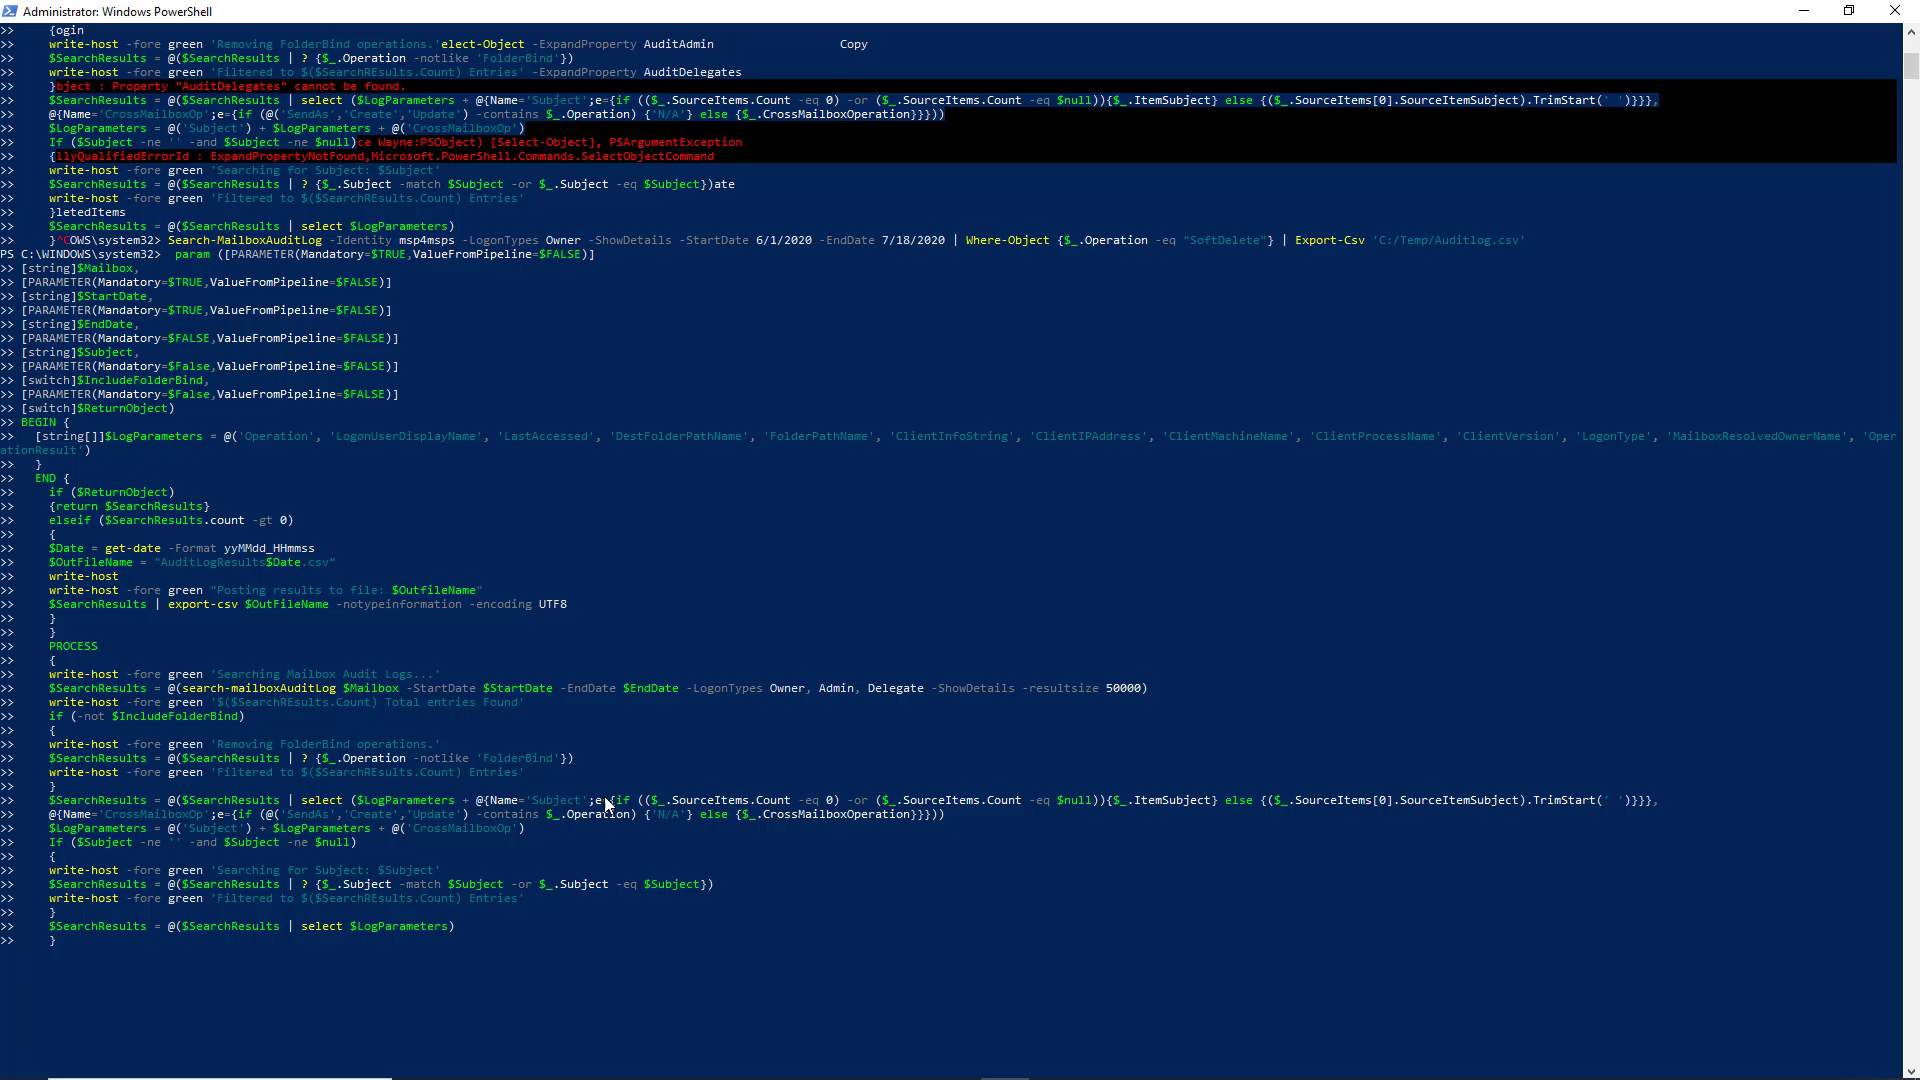 Administrator: Windows PowerShell
>>     {ogin
>>     write-host -fore green 'Removing FolderBind operations.'elect-Object -ExpandProperty AuditAdmin                  Copy
>>     $SearchResults = @($SearchResults | ? {$_.Operation -notlike 'FolderBind'})
>>     write-host -fore green 'Filtered to $($SearchREsults.Count) Entries' -ExpandProperty AuditDelegates
>>     }bject : Property "AuditDelegates" cannot be found.
>>     $SearchResults = @($SearchResults | select ($LogParameters + @{Name='Subject';e={if (($_.SourceItems.Count -eq 0) -or ($_.SourceItems.Count -eq $null)){$_.ItemSubject} else {($_.SourceItems[0].SourceItemSubject).TrimStart(' ')}}},
>>     @{Name='CrossMailboxOp';e={if (@('SendAs','Create','Update') -contains $_.Operation) {'N/A'} else {$_.CrossMailboxOperation}}}))
>>     $LogParameters = @('Subject') + $LogParameters + @('CrossMailboxOp')
>>     If ($Subject -ne '' -and $Subject -ne $null)ce Wayne:PSObject) [Select-Object], PSArgumentException
>>     {llyQualifiedErrorId : ExpandPropertyNotFound,Microsoft.PowerShell.Commands.SelectObjectCommand
>>     write-host -fore green 'Searching for Subject: $Subject'
>>     $SearchResults = @($SearchResults | ? {$_.Subject -match $Subject -or $_.Subject -eq $Subject})ate
>>     write-host -fore green 'Filtered to $($SearchREsults.Count) Entries'
>>     }letedItems
>>     $SearchResults = @($SearchResults | select $LogParameters)
>>     }^COWS\system32> Search-MailboxAuditLog -Identity msp4msps -LogonTypes Owner -ShowDetails -StartDate 6/1/2020 -EndDate 7/18/2020 | Where-Object {$_.Operation -eq "SoftDelete"} | Export-Csv 'C:/Temp/Auditlog.csv'
PS C:\WINDOWS\system32>  param ([PARAMETER(Mandatory=$TRUE,ValueFromPipeline=$FALSE)]
>> [string]$Mailbox,
>> [PARAMETER(Mandatory=$TRUE,ValueFromPipeline=$FALSE)]
>> [string]$StartDate,
>> [PARAMETER(Mandatory=$TRUE,ValueFromPipeline=$FALSE)]
>> [string]$EndDate,
>> [PARAMETER(Mandatory=$FALSE,ValueFromPipeline=$FALSE)]
>> [string]$Subject,
>> [PARAMETER(Mandatory=$False,ValueFromPipeline=$FALSE)]
>> [switch]$IncludeFolderBind,
>> [PARAMETER(Mandatory=$False,ValueFromPipeline=$FALSE)]
>> [switch]$ReturnObject)
>> BEGIN {
>>   [string[]]$LogParameters = @('Operation', 'LogonUserDisplayName', 'LastAccessed', 'DestFolderPathName', 'FolderPathName', 'ClientInfoString', 'ClientIPAddress', 'ClientMachineName', 'ClientProcessName', 'ClientVersion', 'LogonType', 'MailboxResolvedOwnerName', 'Oper
ationResult')
>>   }
>>   END {
>>     if ($ReturnObject)
>>     {return $SearchResults}
>>     elseif ($SearchResults.count -gt 0)
>>     {
>>     $Date = get-date -Format yyMMdd_HHmmss
>>     $OutFileName = "AuditLogResults$Date.csv"
>>     write-host
>>     write-host -fore green "Posting results to file: $OutfileName"
>>     $SearchResults | export-csv $OutFileName -notypeinformation -encoding UTF8
>>     }
>>     }
>>     PROCESS
>>     {
>>     write-host -fore green 'Searching Mailbox Audit Logs...'
>>     $SearchResults = @(search-mailboxAuditLog $Mailbox -StartDate $StartDate -EndDate $EndDate -LogonTypes Owner, Admin, Delegate -ShowDetails -resultsize 50000)
>>     write-host -fore green '$($SearchREsults.Count) Total entries Found'
>>     if (-not $IncludeFolderBind)
>>     {
>>     write-host -fore green 'Removing FolderBind operations.'
>>     $SearchResults = @($SearchResults | ? {$_.Operation -notlike 'FolderBind'})
>>     write-host -fore green 'Filtered to $($SearchREsults.Count) Entries'
>>     }
>>     $SearchResults = @($SearchResults | select ($LogParameters + @{Name='Subject';e={if (($_.SourceItems.Count -eq 0) -or ($_.SourceItems.Count -eq $null)){$_.ItemSubject} else {($_.SourceItems[0].SourceItemSubject).TrimStart(' ')}}},
>>     @{Name='CrossMailboxOp';e={if (@('SendAs','Create','Update') -contains $_.Operation) {'N/A'} else {$_.CrossMailboxOperation}}}))
>>     $LogParameters = @('Subject') + $LogParameters + @('CrossMailboxOp')
>>     If ($Subject -ne '' -and $Subject -ne $null)
>>     {
>>     write-host -fore green 'Searching for Subject: $Subject'
>>     $SearchResults = @($SearchResults | ? {$_.Subject -match $Subject -or $_.Subject -eq $Subject})
>>     write-host -fore green 'Filtered to $($SearchREsults.Count) Entries'
>>     }
>>     $SearchResults = @($SearchResults | select $LogParameters)
>>     }